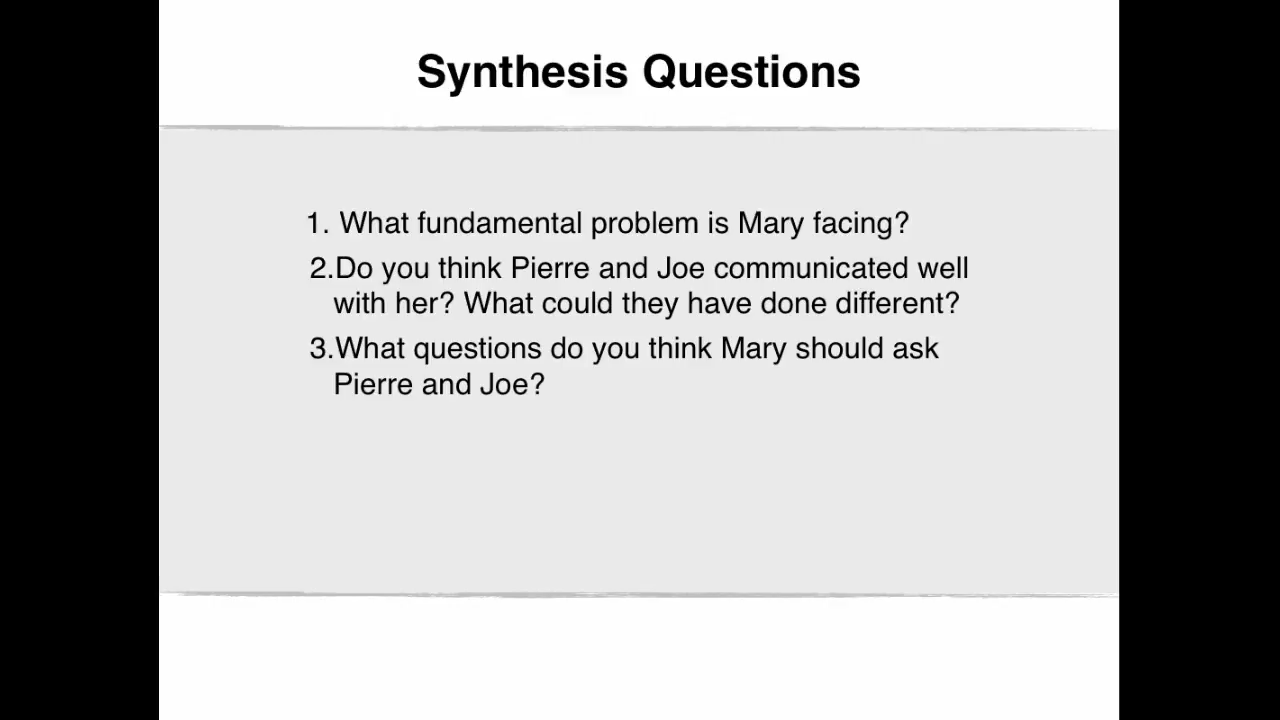 Synthesis Questions
1. What fundamental problem is Mary facing?
2.Do you think Pierre and Joe communicated well
with her? What could they have done different?
3.What questions do you think Mary should ask
Pierre and Joe?